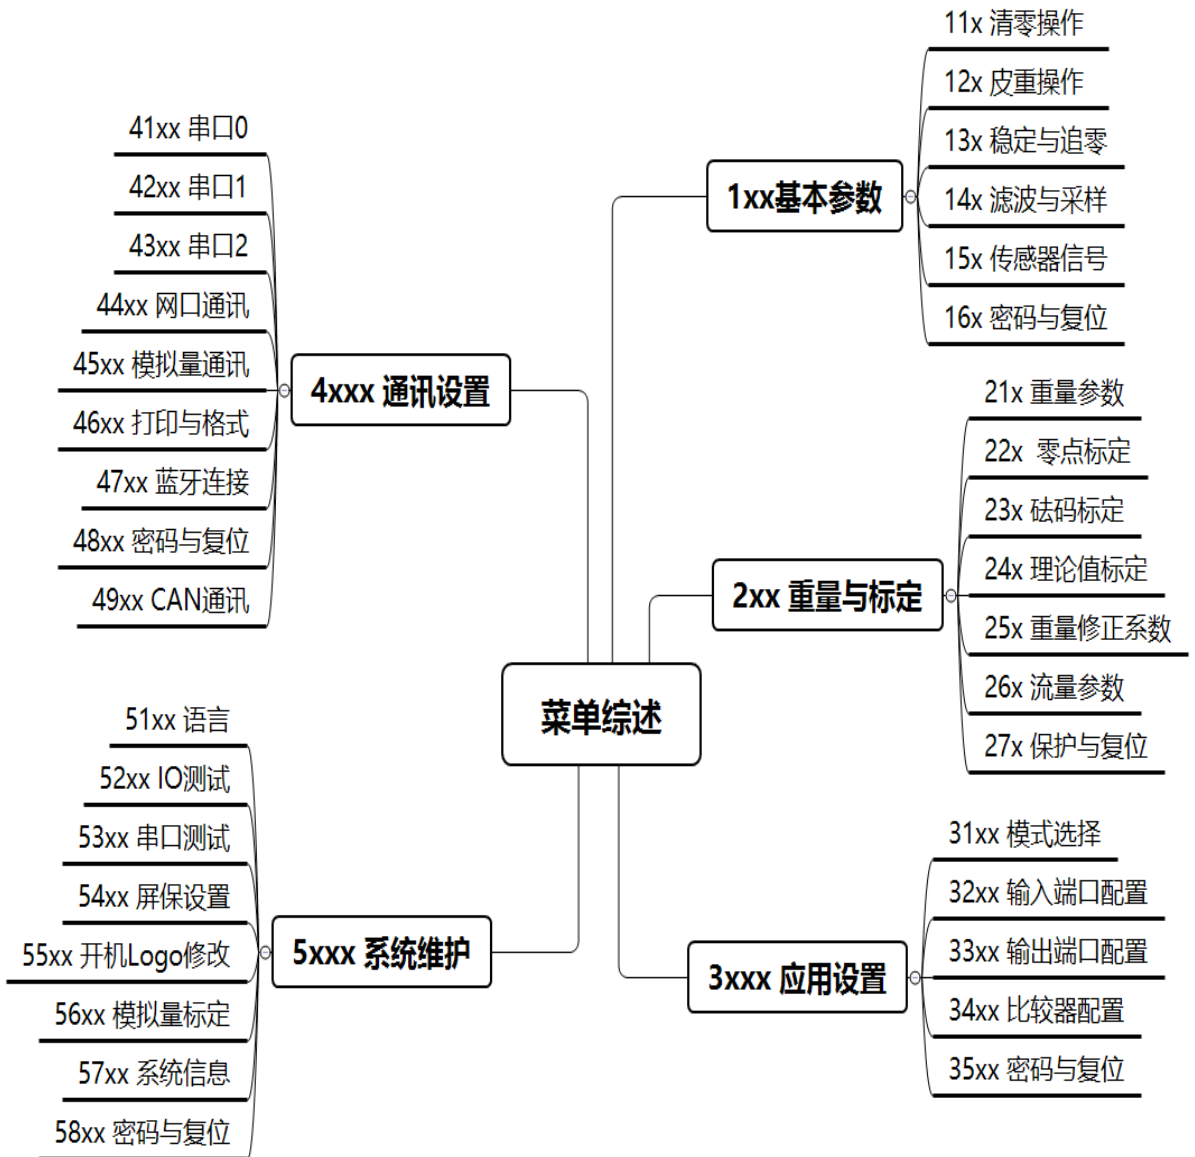 菜单综述
1xx基本参数
11x 清零操作
12x 皮重操作
13x 稳定与追零
14x 滤波与采样
15x 传感器信号
16x 密码与复位
2xx 重量与标定
21x 重量参数
22x 零点标定
23x 砝码标定
24x 理论值标定
25x 重量修正系数
26x 流量参数
27x 保护与复位
3xxx 应用设置
31xx 模式选择
32xx 输入端口配置
33xx 输出端口配置
34xx 比较器配置
35xx 密码与复位
4xxx 通讯设置
41xx 串口0
42xx 串口1
43xx 串口2
44xx 网口通讯
45xx 模拟量通讯
46xx 打印与格式
47xx 蓝牙连接
48xx 密码与复位
49xx CAN通讯
5xxx 系统维护
51xx 语言
52xx IO测试
53xx 串口测试
54xx 屏保设置
55xx 开机Logo修改
56xx 模拟量标定
57xx 系统信息
58xx 密码与复位